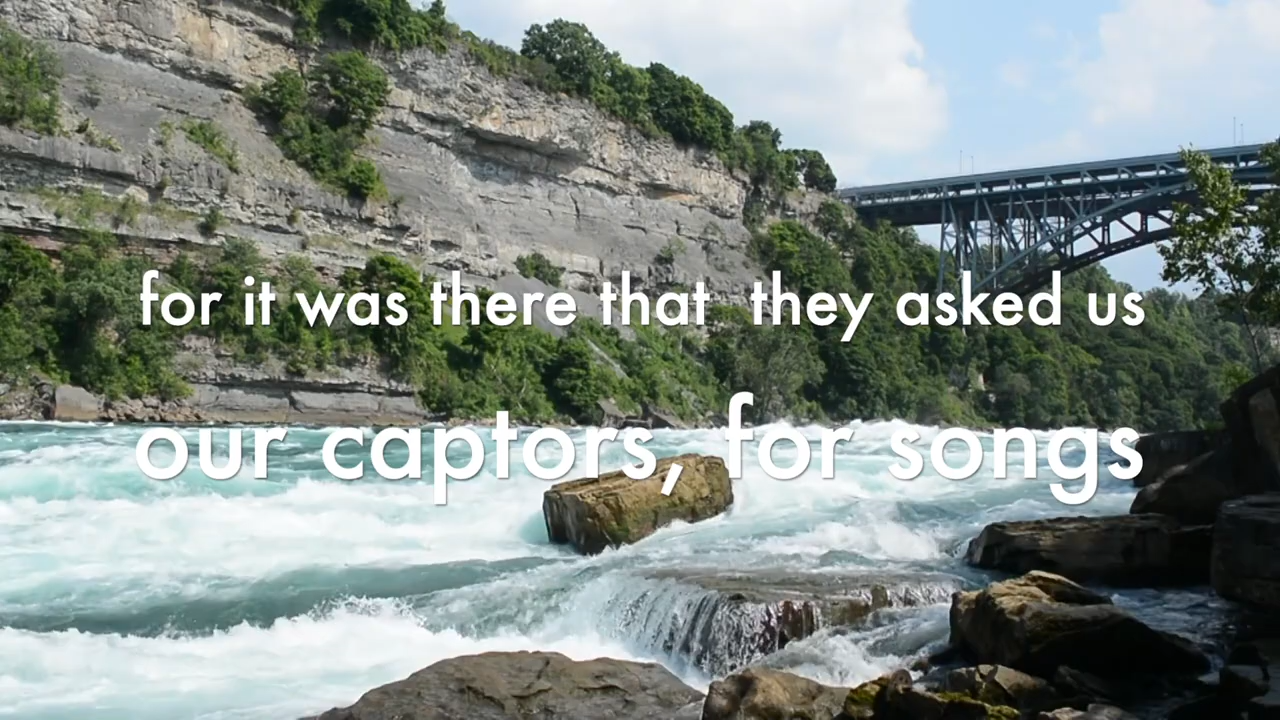 for it was there that they asked us
our captors, for songs